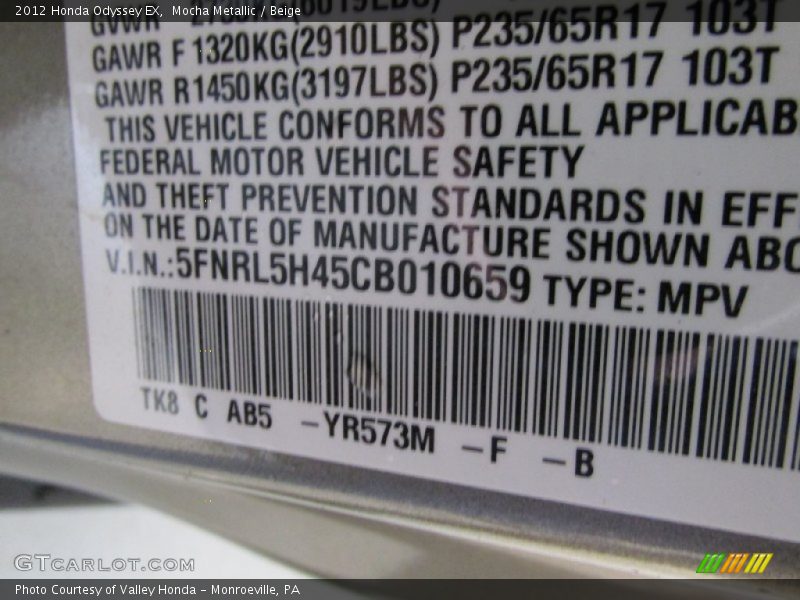 2012 Honda Odyssey EX, Mocha Metallic / Beige
GVWR
GAWR F 1320KG(2910LBS) P235/65R17 103T
GAWR R1450KG(3197LBS) P235/65R17 103T
THIS VEHICLE CONFORMS TO ALL APPLICAB
FEDERAL MOTOR VEHICLE SAFETY
AND THEFT PREVENTION STANDARDS IN EFF
ON THE DATE OF MANUFACTURE SHOWN ABO
V.I.N.:5FNRL5H45CB010659 TYPE: MPV
TK8 C AB5 –YR573M –F –B
GTCARLOT.COM
Photo Courtesy of Valley Honda – Monroeville, PA